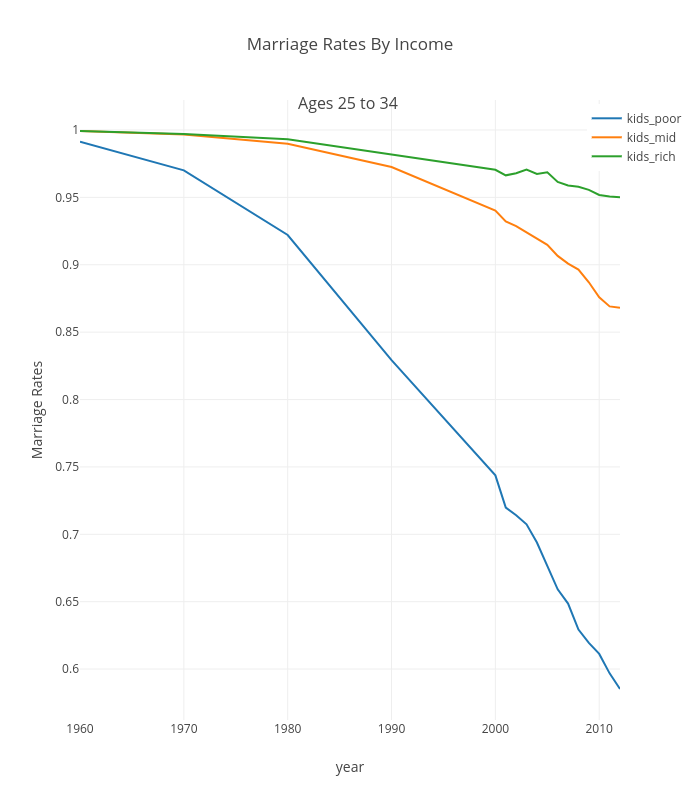 Marriage Rates By Income
Ages 25 to 34
kids_poor
kids_mid
kids_rich
1
0.95
0.9
0.85
0.8
0.75
0.7
0.65
0.6
Marriage Rates
1960
1970
1980
1990
2000
2010
year